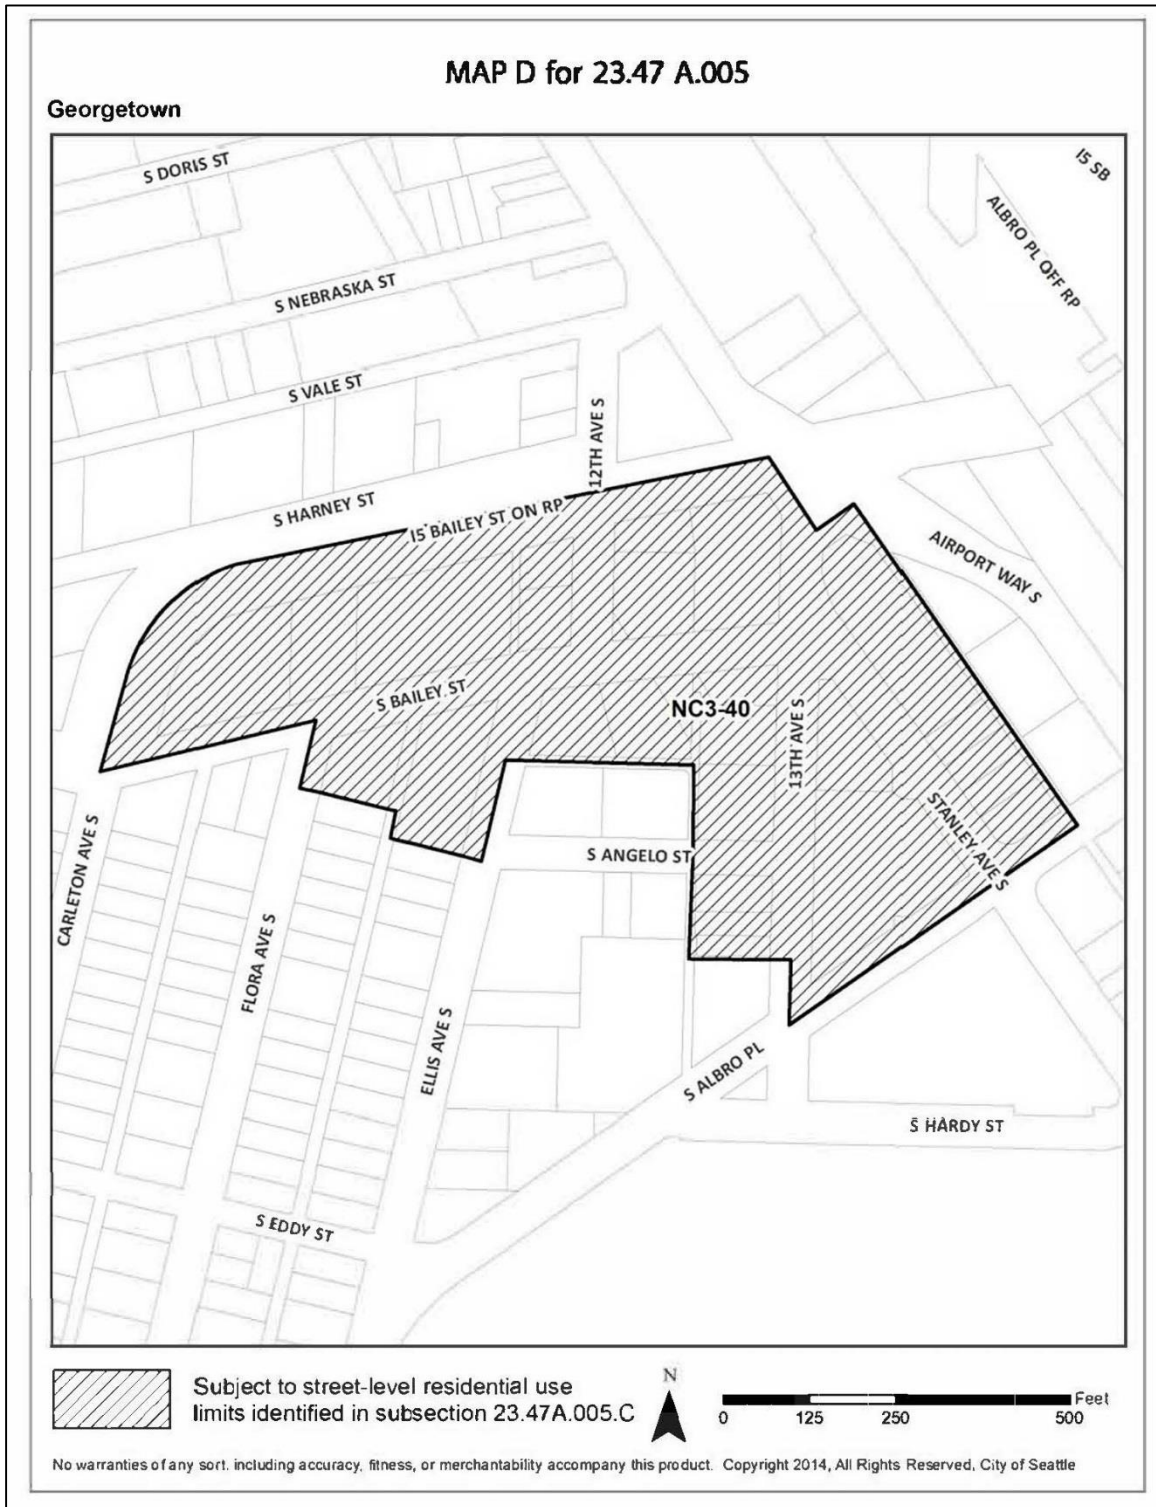 MAP D for 23.47 A.005
Georgetown
I5 SB
S DORIS ST
ALBRO PL OFF RP
S NEBRASKA ST
S VALE ST
12TH AVE S
S HARNEY ST
I5 BAILEY ST ON RP
AIRPORT WAY S
S BAILEY ST
NC3-40
13TH AVE S
STANLEY AVE S
S ANGELO ST
CARLETON AVE S
FLORA AVE S
ELLIS AVE S
S ALBRO PL
S HARDY ST
S EDDY ST
Subject to street-level residential use
limits identified in subsection 23.47A.005.C
N
Feet
0 125 250 500
No warranties of any sort. including accuracy, fitness, or merchantability accompany this product. Copyright 2014, All Rights Reserved, City of Seattle